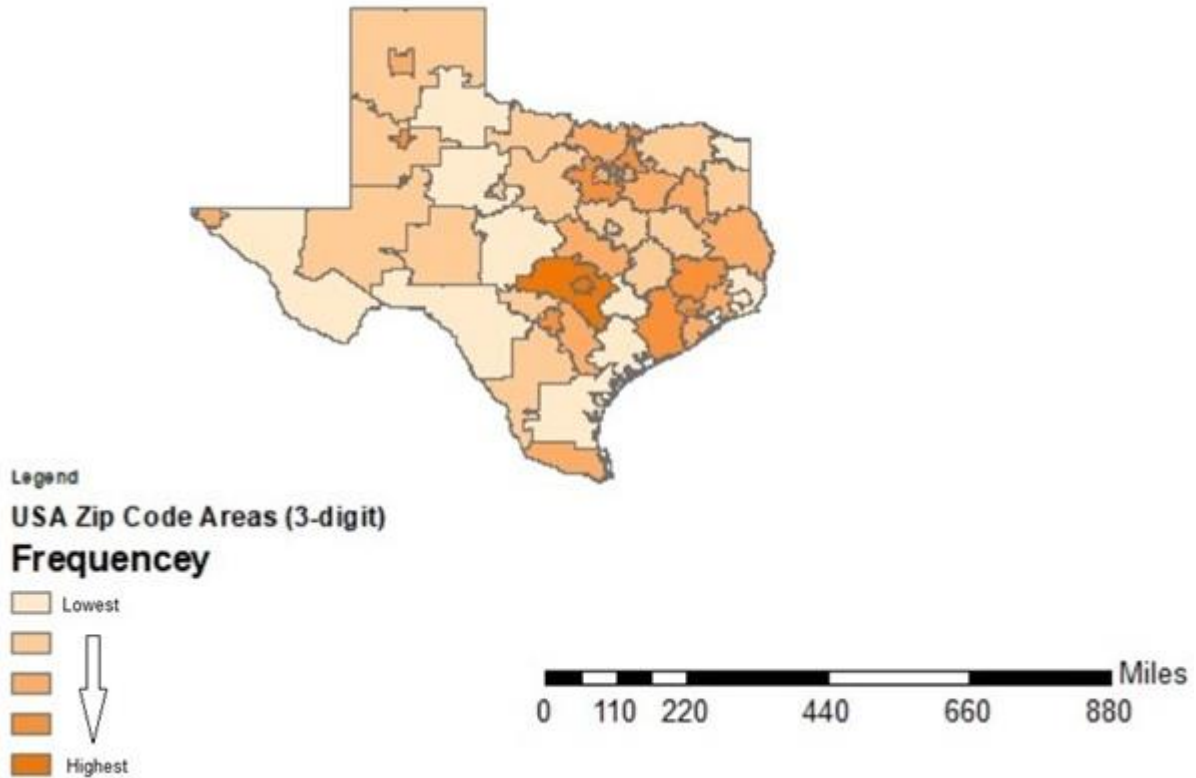 Legend
USA Zip Code Areas (3-digit)
Frequencey
Lowest
Highest
Miles
0 110 220 440 660 880